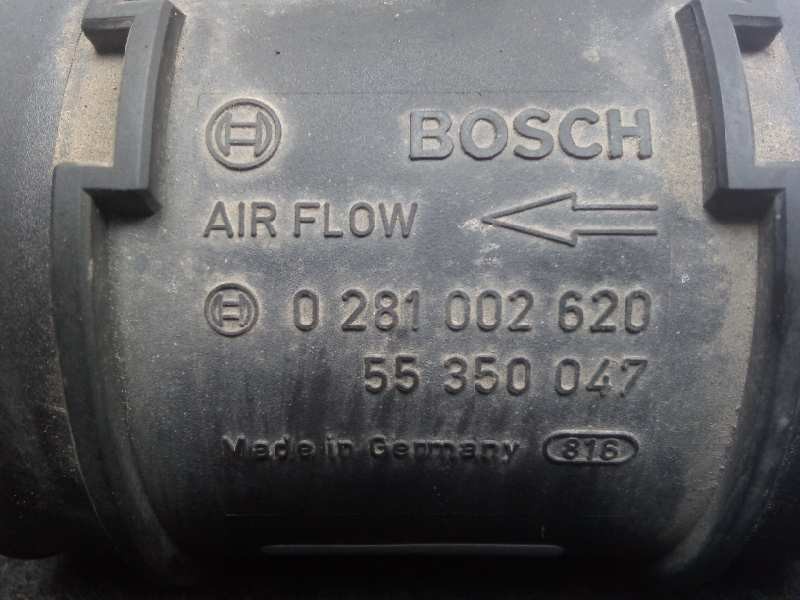 BOSCH
AIR FLOW
0 281 002 620
55 350 047
Made in Germany 816